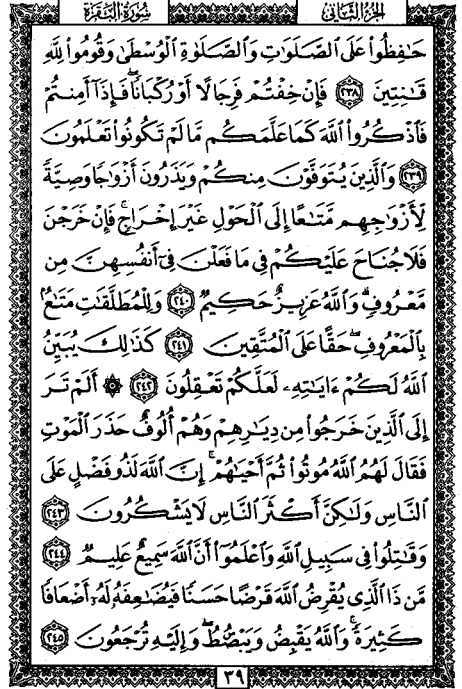 الجزء الثاني سورة البقرة
حَٰفِظُوا۟ عَلَى ٱلصَّلَوَٰتِ وَٱلصَّلَوٰةِ ٱلْوُسْطَىٰ وَقُومُوا۟ لِلَّهِ
قَٰنِتِينَ ٢٣٨ فَإِنْ خِفْتُمْ فَرِجَالًا أَوْ رُكْبَانًا ۖ فَإِذَآ أَمِنتُمْ
فَٱذْكُرُوا۟ ٱللَّهَ كَمَا عَلَّمَكُم مَّا لَمْ تَكُونُوا۟ تَعْلَمُونَ
٢٣٩ وَٱلَّذِينَ يُتَوَفَّوْنَ مِنكُمْ وَيَذَرُونَ أَزْوَٰجًا وَصِيَّةً
لِّأَزْوَٰجِهِم مَّتَٰعًا إِلَى ٱلْحَوْلِ غَيْرَ إِخْرَاجٍ ۚ فَإِنْ خَرَجْنَ
فَلَا جُنَاحَ عَلَيْكُمْ فِى مَا فَعَلْنَ فِىٓ أَنفُسِهِنَّ مِن
مَّعْرُوفٍ ۗ وَٱللَّهُ عَزِيزٌ حَكِيمٌ ٢٤٠ وَلِلْمُطَلَّقَٰتِ مَتَٰعٌۢ
بِٱلْمَعْرُوفِ ۖ حَقًّا عَلَى ٱلْمُتَّقِينَ ٢٤١ كَذَٰلِكَ يُبَيِّنُ
ٱللَّهُ لَكُمْ ءَايَٰتِهِۦ لَعَلَّكُمْ تَعْقِلُونَ ٢٤٢ ۞ أَلَمْ تَرَ
إِلَى ٱلَّذِينَ خَرَجُوا۟ مِن دِيَٰرِهِمْ وَهُمْ أُلُوفٌ حَذَرَ ٱلْمَوْتِ
فَقَالَ لَهُمُ ٱللَّهُ مُوتُوا۟ ثُمَّ أَحْيَٰهُمْ ۚ إِنَّ ٱللَّهَ لَذُو فَضْلٍ عَلَى
ٱلنَّاسِ وَلَٰكِنَّ أَكْثَرَ ٱلنَّاسِ لَا يَشْكُرُونَ ٢٤٣
وَقَٰتِلُوا۟ فِى سَبِيلِ ٱللَّهِ وَٱعْلَمُوٓا۟ أَنَّ ٱللَّهَ سَمِيعٌ عَلِيمٌ ٢٤٤
مَّن ذَا ٱلَّذِى يُقْرِضُ ٱللَّهَ قَرْضًا حَسَنًا فَيُضَٰعِفَهُۥ لَهُۥٓ أَضْعَافًا
كَثِيرَةً ۚ وَٱللَّهُ يَقْبِضُ وَيَبْصُۜطُ وَإِلَيْهِ تُرْجَعُونَ ٢٤٥
٣٩